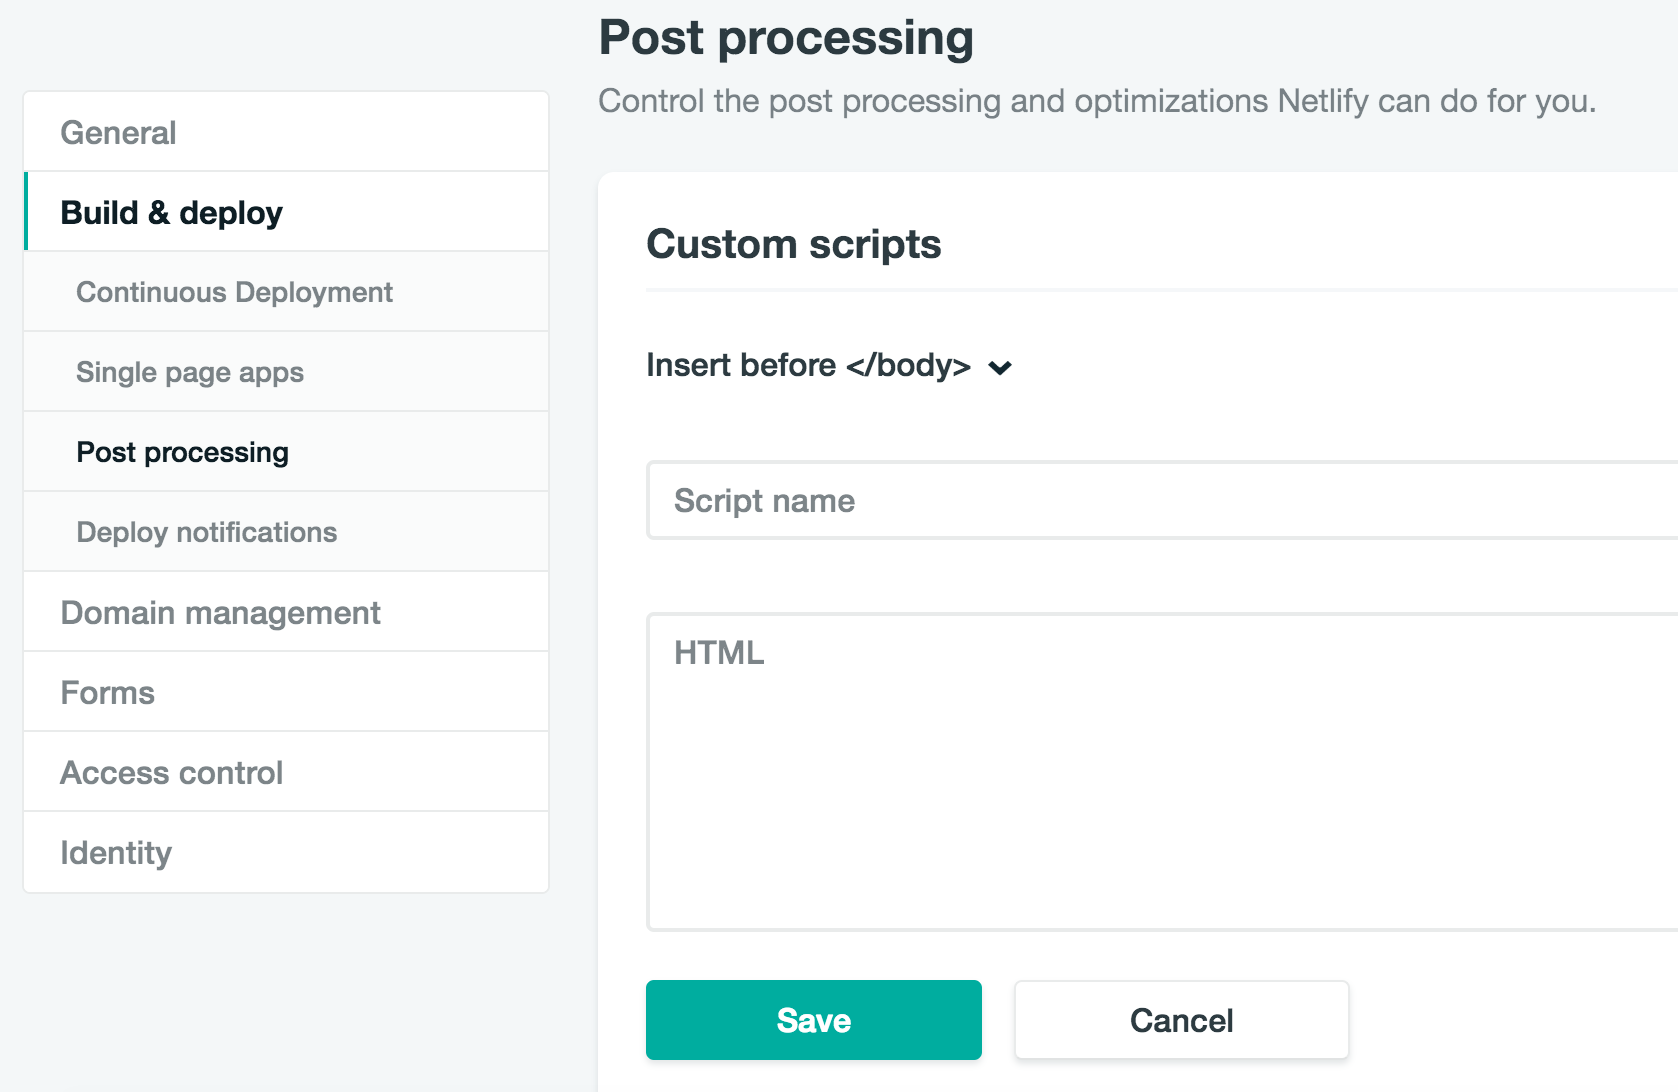 Post processing
Control the post processing and optimizations Netlify can do for you.
General
Build & deploy
Continuous Deployment
Single page apps
Post processing
Deploy notifications
Domain management
Forms
Access control
Identity
Custom scripts
Insert before </body>
Script name
HTML
Save
Cancel